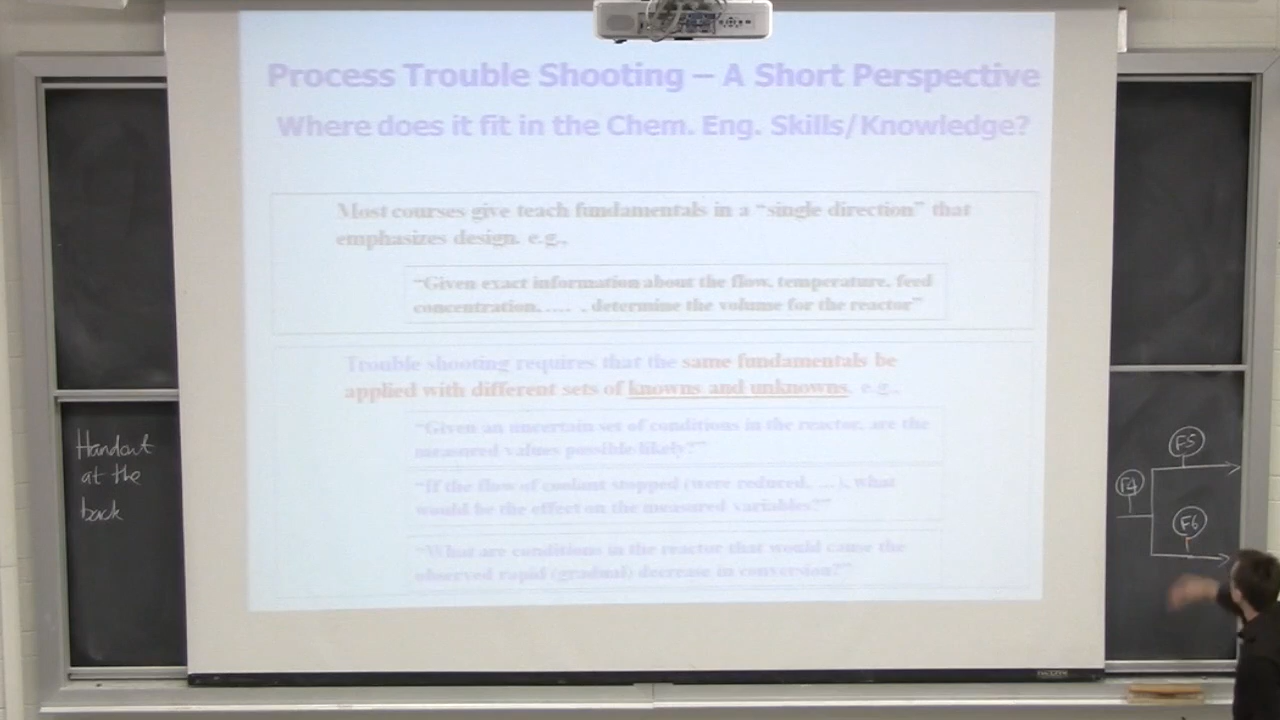 Process Trouble Shooting – A Short Perspective
Where does it fit in the Chem. Eng. Skills/Knowledge?
Most courses give teach fundamentals in a “single direction” that
emphasizes design. e.g.,
“Given exact information about the flow, temperature, feed
concentration, .... . determine the volume for the reactor”
Trouble shooting requires that the same fundamentals be
applied with different sets of knowns and unknowns. e.g.,
“Given an uncertain set of conditions in the reactor, are the
measured values possible/likely?”
“If the flow of coolant stopped (were reduced, ...), what
would be the effect on the measured variables?”
“What are conditions in the reactor that would cause the
observed rapid (gradual) decrease in conversion?”
Handout
at the
back
F5
F4
F6